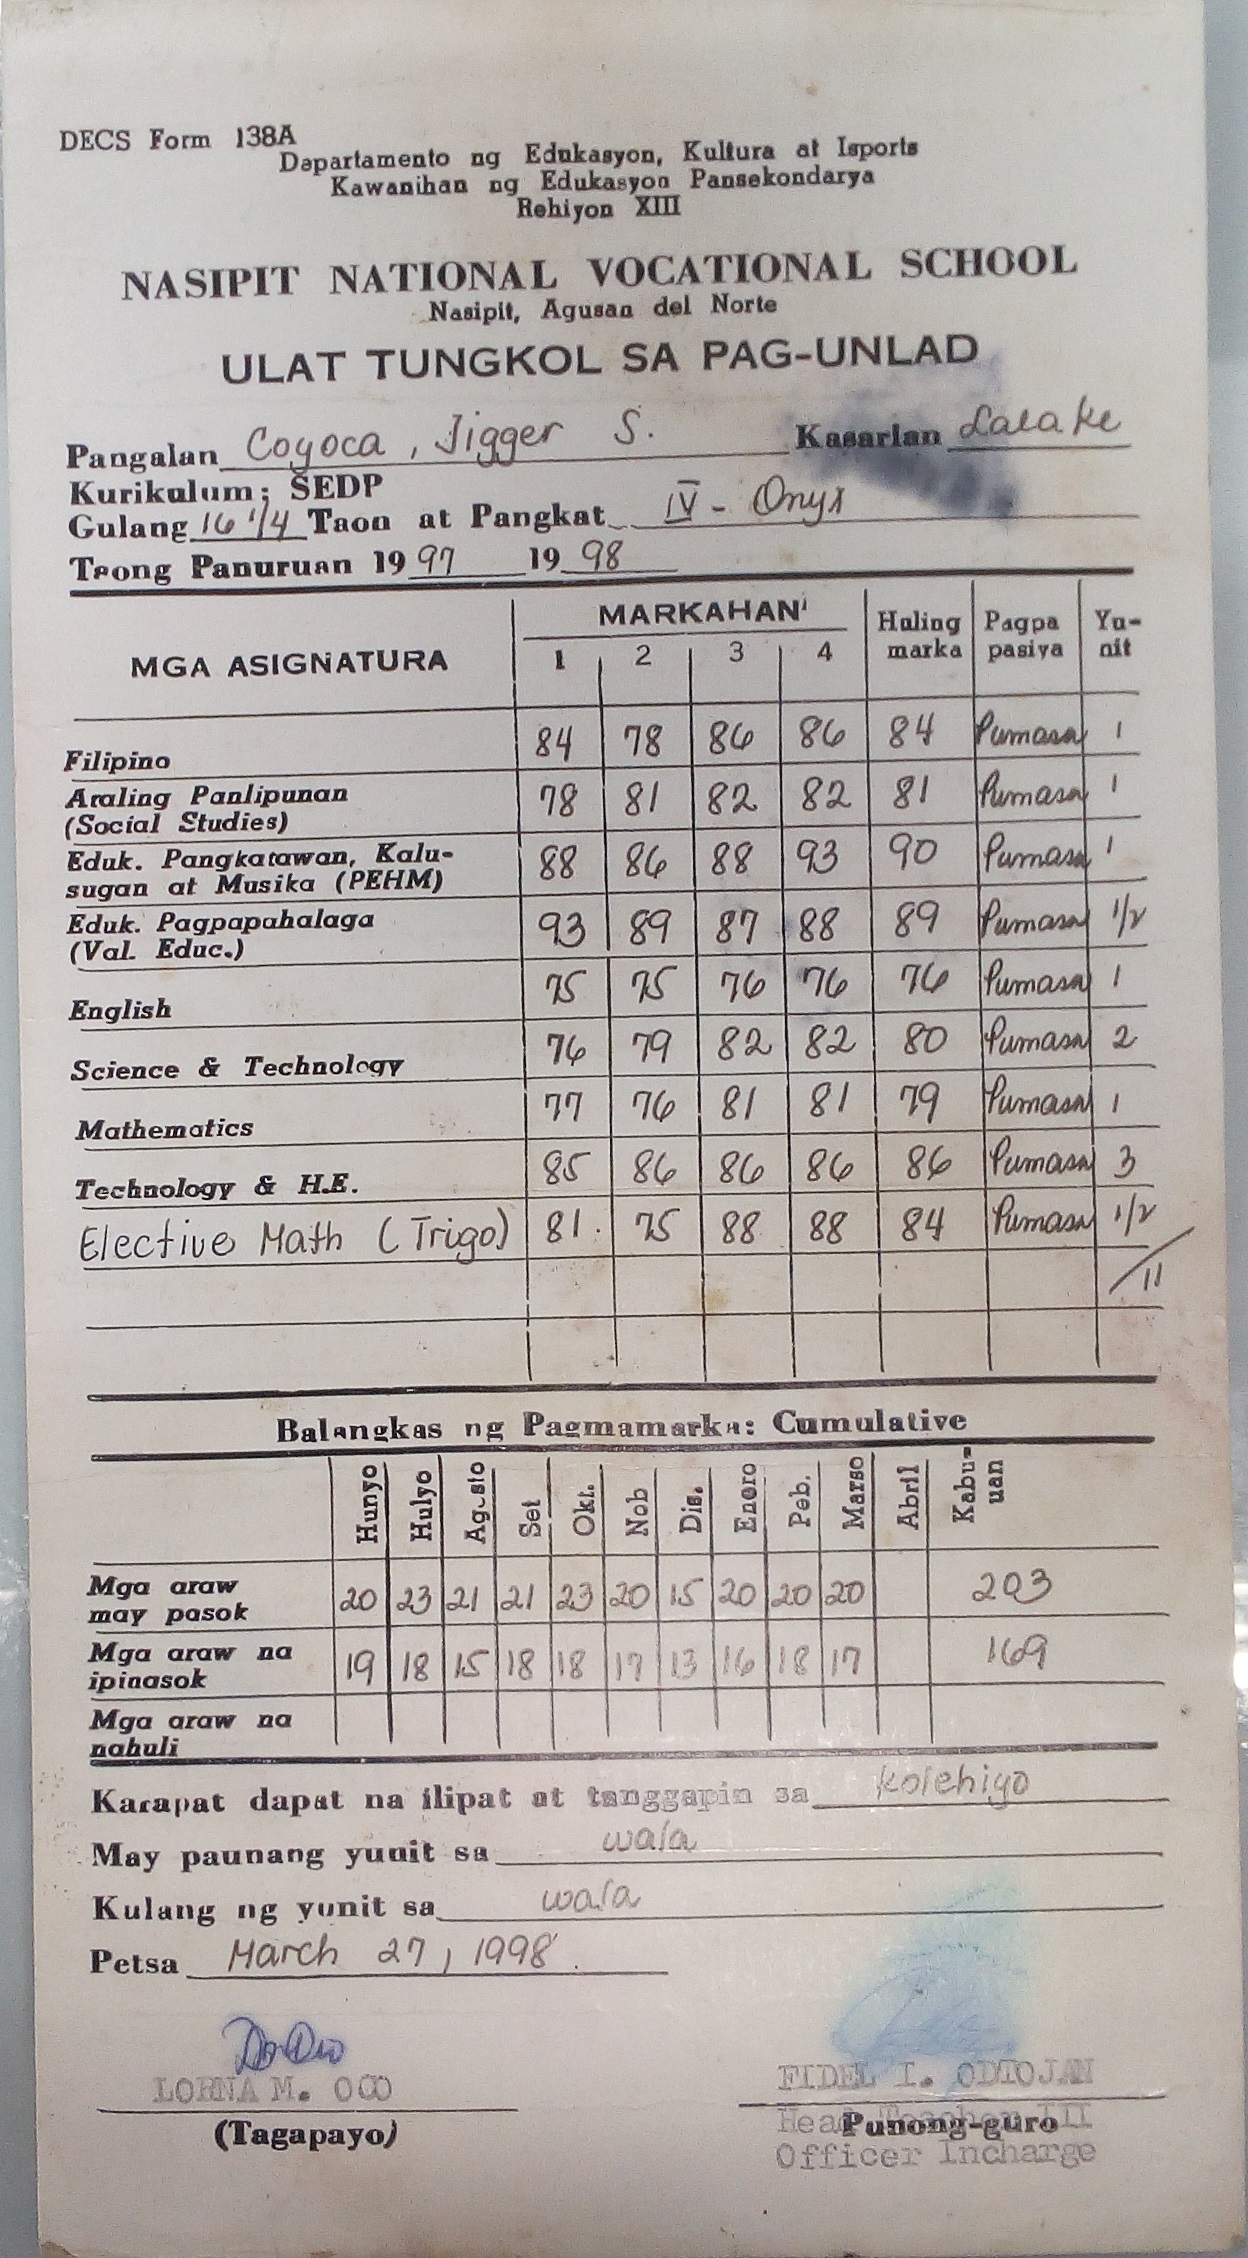 DECS Form 138A
Dapartamento ng Edukasyon, Kultura at Isports
Kawanihan ng Edukasyon Pansekondarya
Rehiyon XIII
NASIPIT NATIONAL VOCATIONAL SCHOOL
Nasipit, Agusan del Norte
ULAT TUNGKOL SA PAG-UNLAD
Pangalan Coyoca, Jigger S. Kasarian Lalake
Kurikulum; SEDP
Gulang 16 1/4 Taon at Pangkat IV - Onyx
Taong Panuruan 1997 1998
MGA ASIGNATURA MARKAHAN Huling marka Pagpa pasiya Yu- nit
1 2 3 4
Filipino 84 78 86 86 84 Pumasa 1
Araling Panlipunan (Social Studies) 78 81 82 82 81 Pumasa 1
Eduk. Pangkatawan, Kalu- sugan at Musika (PEHM) 88 86 88 93 90 Pumasa 1
Eduk. Pagpapahalaga (Val. Educ.) 93 89 87 88 89 Pumasa 1/2
English 75 75 76 76 76 Pumasa 1
Science & Technology 76 79 82 82 80 Pumasa 2
Mathematics 77 76 81 81 79 Pumasa 1
Technology & H.E. 85 86 86 86 86 Pumasa 3
Elective Math (Trigo) 81 75 88 88 84 Pumasa 1/2
11
Balangkas ng Pagmamarka: Cumulative
Hunyo Hulyo Agosto Set Okt. Nob Dis. Enero Peb. Marso Abril Kabu- uan
Mga araw may pasok 20 23 21 21 23 20 15 20 20 20 203
Mga araw na ipinasok 19 18 15 18 18 17 13 16 18 17 169
Mga araw na nahuli
Karapat dapat na ilipat at tanggapin sa kolehiyo
May paunang yunit sa wala
Kulang ng yunit sa wala
Petsa March 27, 1998
LORNA M. OCO
(Tagapayo)
FIDEL I. ODTOJAN
Head Teacher III
Punong-guro
Officer Incharge